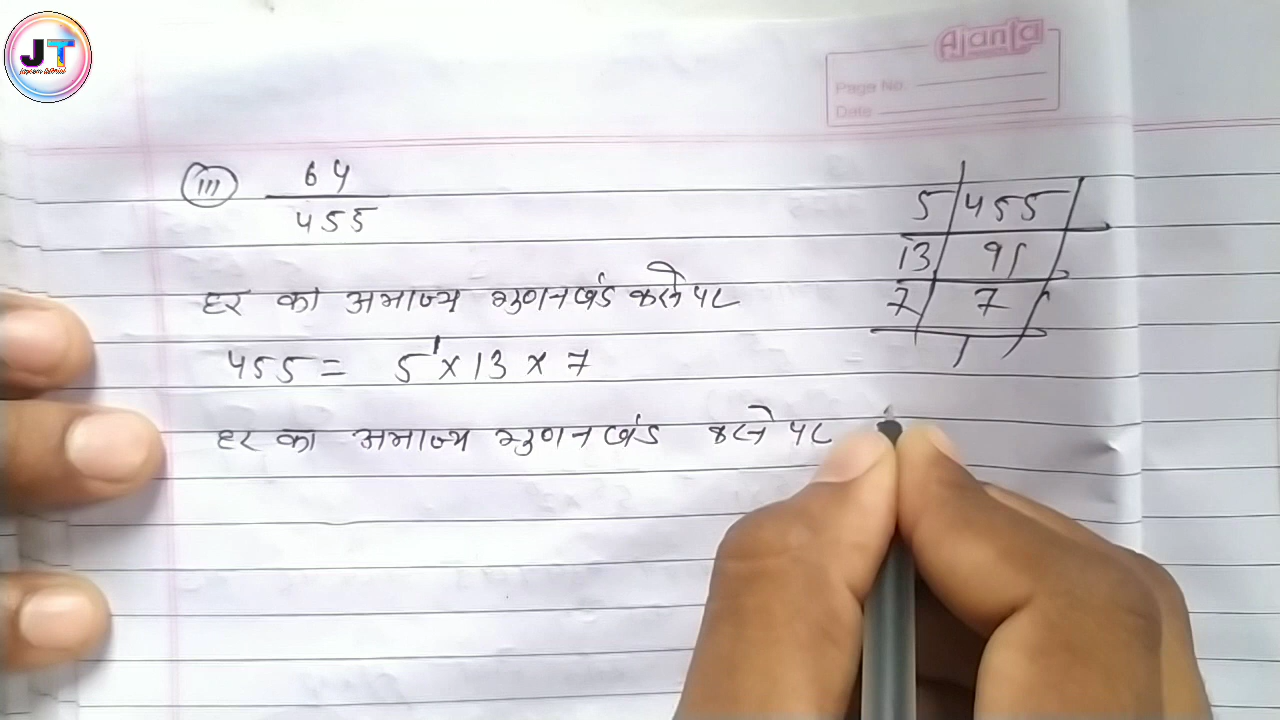 JT
Ajanta
Page No.
Date
(iii) 64
455
5 455
13 91
7 7
1
हर का अभाज्य गुणनखंड करने पर
455 = 5¹ × 13 × 7
हर का अभाज्य गुणनखंड करने पर